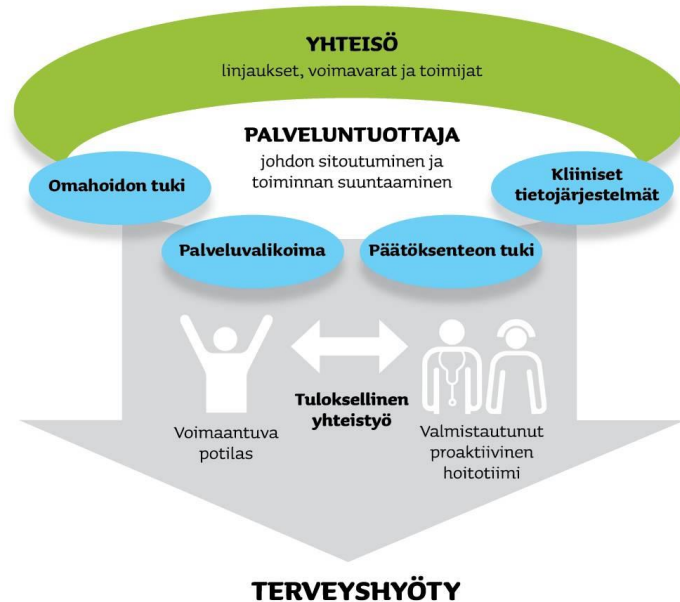 YHTEISÖ
linjaukset, voimavarat ja toimijat
PALVELUNTUOTTAJA
johdon sitoutuminen ja
toiminnan suuntaaminen
Omahoidon tuki
Kliiniset
tietojärjestelmät
Palveluvalikoima
Päätöksenteon tuki
Tuloksellinen
yhteistyö
Voimaantuva
potilas
Valmistautunut
proaktiivinen
hoitotiimi
TERVEYSHYÖTY